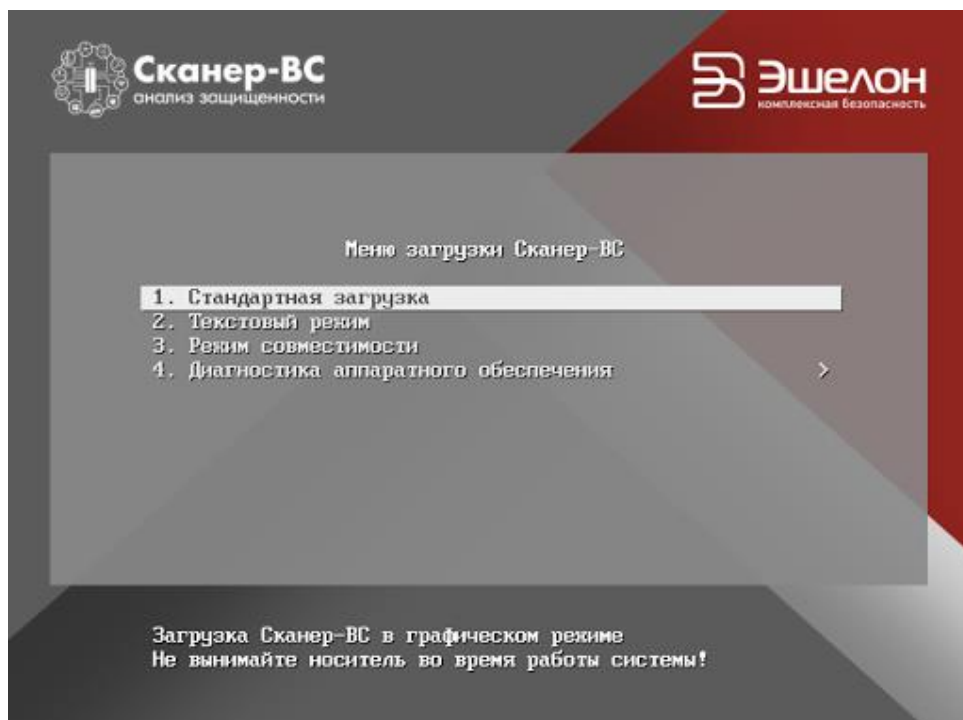 Сканер-ВС
анализ защищенности
Эшелон
комплексная безопасность
Меню загрузки Сканер-ВС
1. Стандартная загрузка
2. Текстовый режим
3. Режим совместимости
4. Диагностика аппаратного обеспечения >
Загрузка Сканер-ВС в графическом режиме
Не вынимайте носитель во время работы системы!